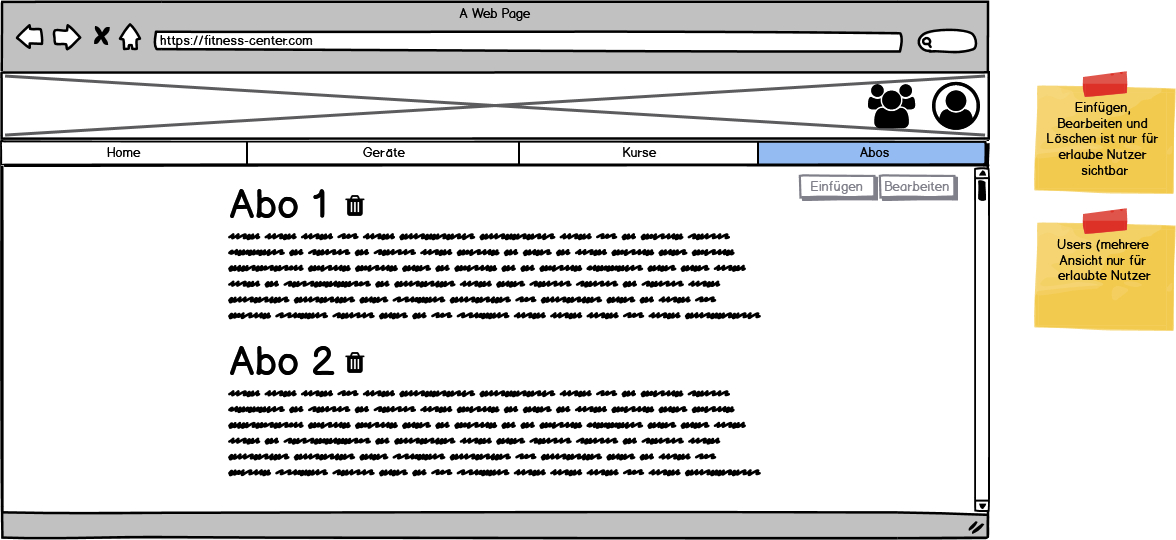 A Web Page
https://fitness-center.com
Home
Geräte
Kurse
Abos
Einfügen
Bearbeiten
Abo 1
Abo 2
Einfügen,
Bearbeiten und
Löschen ist nur für
erlaube Nutzer
sichtbar
Users (mehrere
Ansicht nur für
erlaubte Nutzer